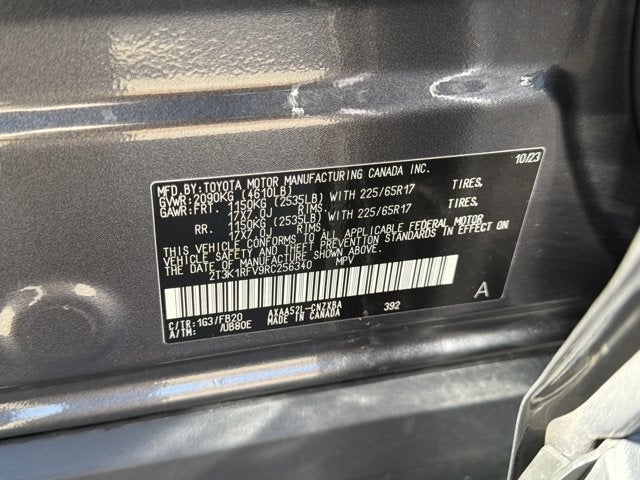 MFD.BY:TOYOTA MOTOR MANUFACTURING CANADA INC. 10/23
GVWR:2090KG (4610LB)
GAWR:FRT. 1150KG (2535LB) WITH 225/65R17 TIRES,
17X7.0J RIMS.
RR. 1150KG (2535LB) WITH 225/65R17 TIRES,
17X7.0J RIMS.
THIS VEHICLE CONFORMS TO ALL APPLICABLE FEDERAL MOTOR
VEHICLE SAFETY AND THEFT PREVENTION STANDARDS IN EFFECT ON
THE DATE OF MANUFACTURE SHOWN ABOVE.
2T3K1RFV9RC256340 MPV
C/TR:1G3/FB20 AXAA52L-CNZXBA 392 A
A/TM: /UB80E MADE IN CANADA